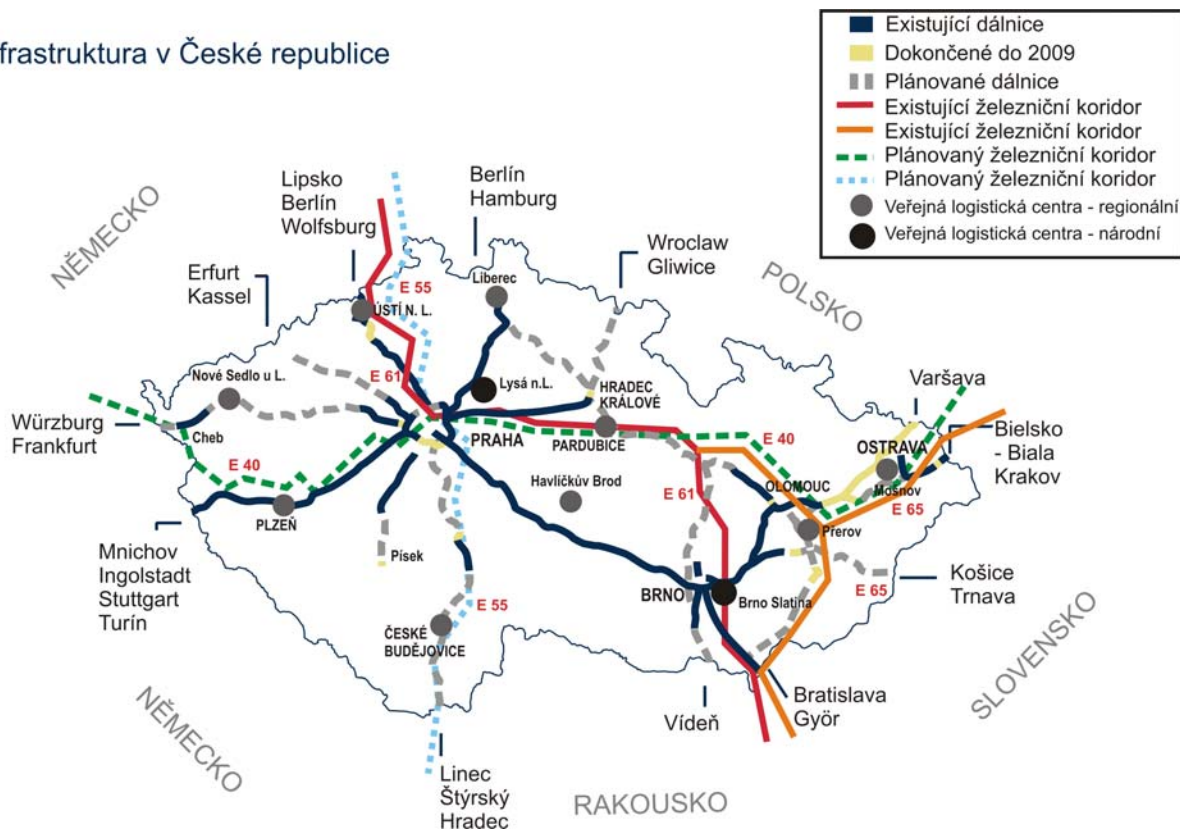 frastruktura v České republice
Existující dálnice
Dokončené do 2009
Plánované dálnice
Existující železniční koridor
Existující železniční koridor
Plánovaný železniční koridor
Plánovaný železniční koridor
Veřejná logistická centra - regionální
Veřejná logistická centra - národní
NĚMECKO
Lipsko
Berlín
Wolfsburg
Berlín
Hamburg
Wroclaw
Gliwice
POLSKO
Erfurt
Kassel
E 55
Liberec
ÚSTÍ N. L.
Nové Sedlo u L.
E 61
Lysá n.L.
HRADEC
KRÁLOVÉ
Varšava
Würzburg
Frankfurt
Cheb
PRAHA
PARDUBICE
E 40
OSTRAVA
Bielsko
- Biala
Krakov
E 40
Havlíčkův Brod
E 61
OLOMOUC
Mošnov
E 65
PLZEŇ
Přerov
Mnichov
Ingolstadt
Stuttgart
Turín
Písek
Košice
Trnava
E 65
BRNO
Brno Slatina
E 55
ČESKÉ
BUDĚJOVICE
SLOVENSKO
NĚMECKO
Vídeň
Bratislava
Györ
Linec
Štýrský
Hradec
RAKOUSKO